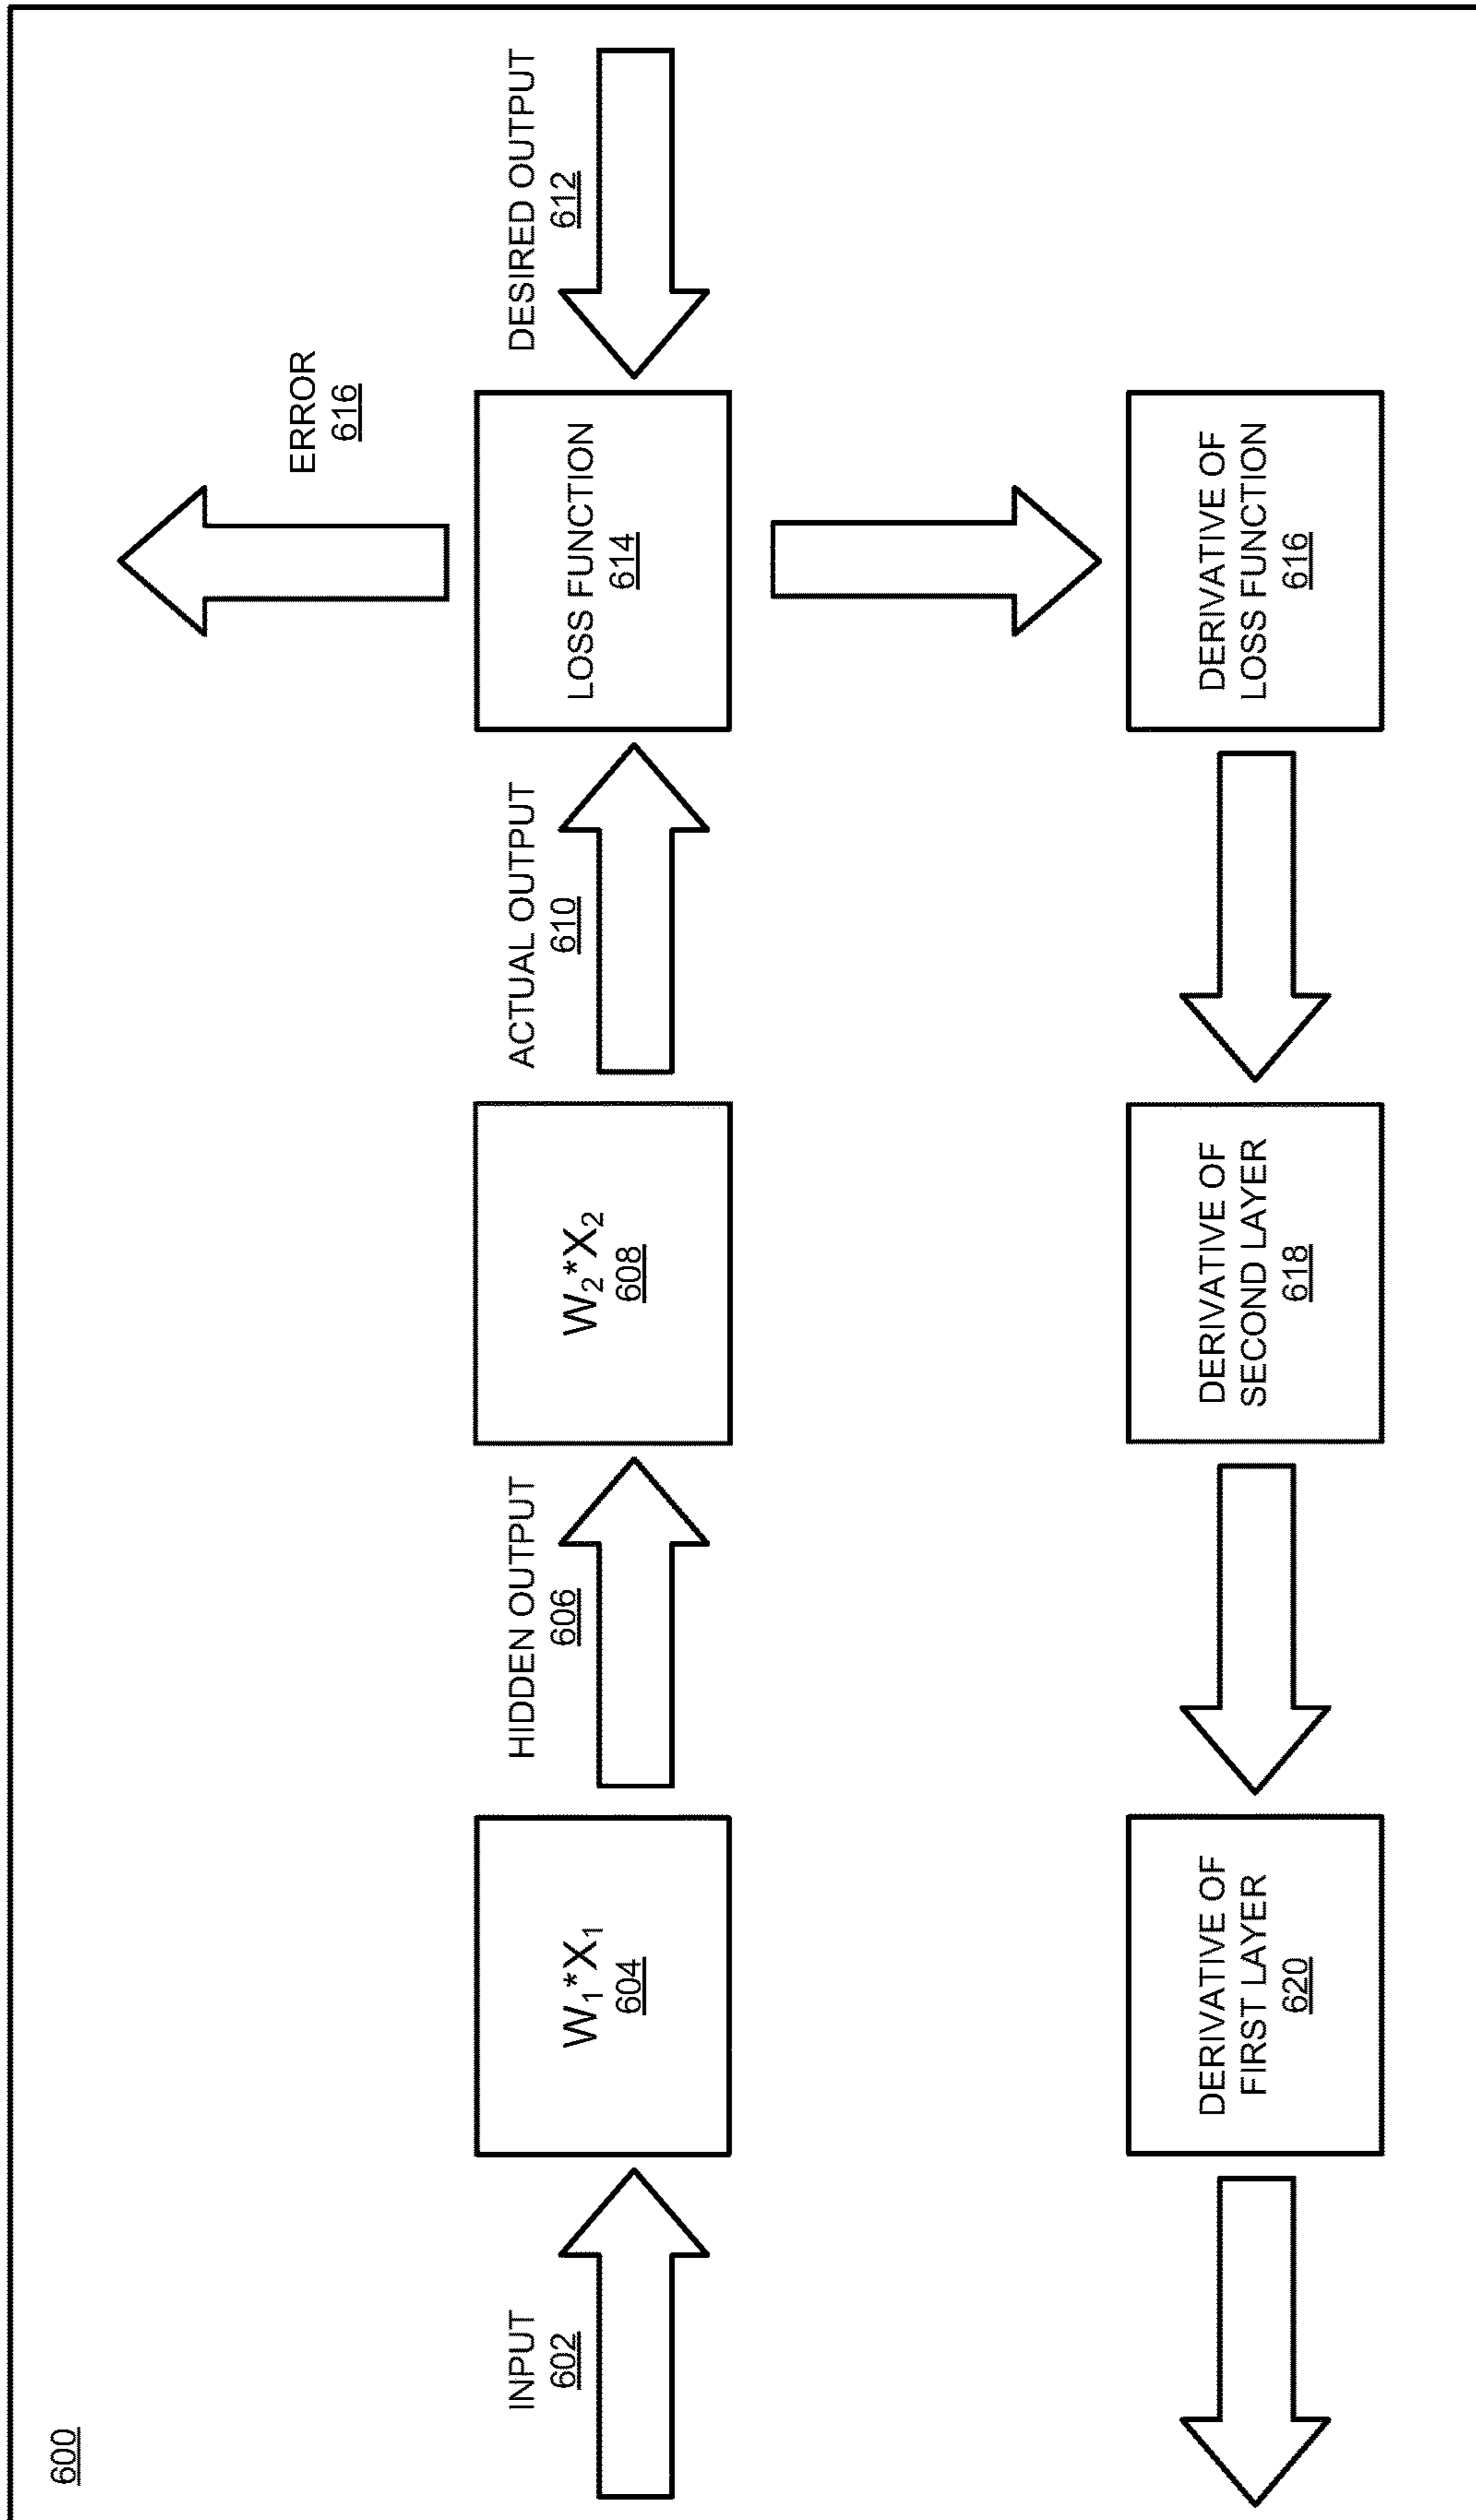 600
ERROR
616
INPUT
602
W₁*X₁
604
HIDDEN OUTPUT
606
W₂*X₂
608
ACTUAL OUTPUT
610
LOSS FUNCTION
614
DESIRED OUTPUT
612
DERIVATIVE OF
FIRST LAYER
620
DERIVATIVE OF
SECOND LAYER
618
DERIVATIVE OF
LOSS FUNCTION
616